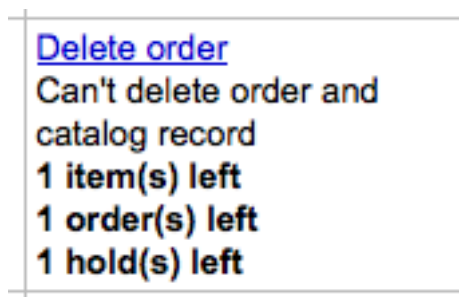 Delete order
Can't delete order and
catalog record
1 item(s) left
1 order(s) left
1 hold(s) left